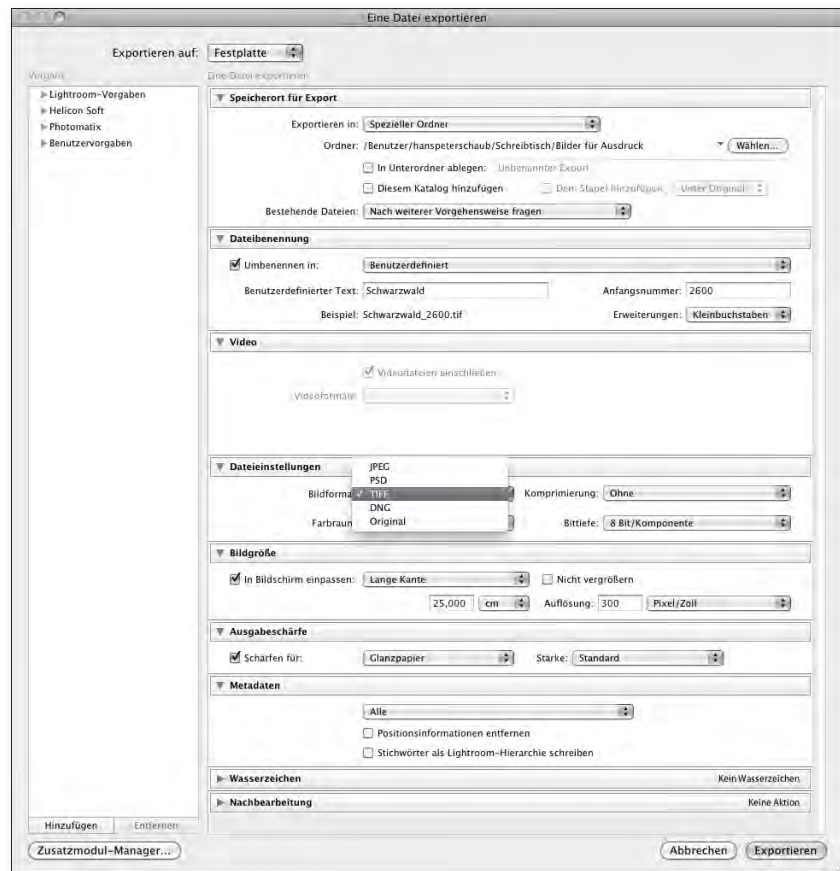 Eine Datei exportieren
Exportieren auf: Festplatte
Vorgabe: Eine Datei exportieren
Lightroom-Vorgaben
Helicon Soft
Photomatix
Benutzervorgaben
Speicherort für Export
Exportieren in: Spezieller Ordner
Ordner: /Benutzer/hanspeterschaub/Schreibtisch/Bilder für Ausdruck Wählen...
In Unterordner ablegen: Unbenannter Export
Diesem Katalog hinzufügen Dem Stapel hinzufügen: Unter Original
Bestehende Dateien: Nach weiterer Vorgehensweise fragen
Dateibenennung
Umbenennen in: Benutzerdefiniert
Benutzerdefinierter Text: Schwarzwald Anfangsnummer: 2600
Beispiel: Schwarzwald_2600.tif Erweiterungen: Kleinbuchstaben
Video
Videodateien einschließen
Videoformate:
Dateieinstellungen
JPEG
PSD
Bildforma ✓ TIFF Komprimierung: Ohne
DNG
Farbraun Original Bittiefe: 8 Bit/Komponente
Bildgröße
In Bildschirm einpassen: Lange Kante Nicht vergrößern
25,000 cm Auflösung: 300 Pixel/Zoll
Ausgabeschärfe
Schärfen für: Glanzpapier Stärke: Standard
Metadaten
Alle
Positionsinformationen entfernen
Stichwörter als Lightroom-Hierarchie schreiben
Wasserzeichen Kein Wasserzeichen
Nachbearbeitung Keine Aktion
Hinzufügen Entfernen
Zusatzmodul-Manager... Abbrechen Exportieren